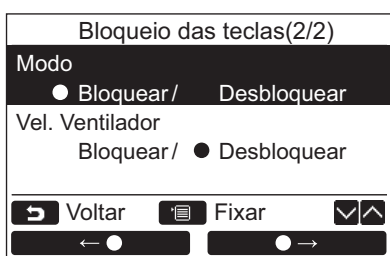 Bloqueio das teclas(2/2)
Modo
● Bloquear / Desbloquear
Vel. Ventilador
Bloquear / ● Desbloquear
Voltar Fixar
← ● ● →